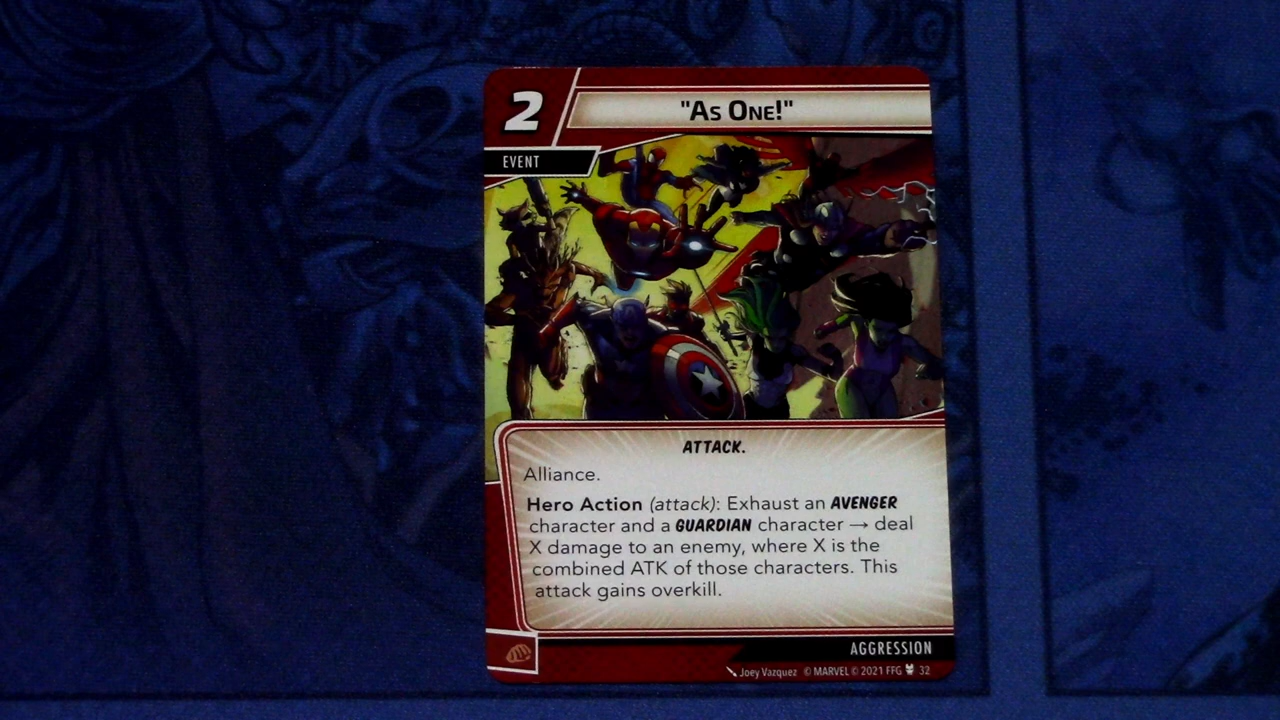 2
"As One!"
EVENT
ATTACK.
Alliance.
Hero Action (attack): Exhaust an AVENGER
character and a GUARDIAN character → deal
X damage to an enemy, where X is the
combined ATK of those characters. This
attack gains overkill.
AGGRESSION
Joey Vazquez © MARVEL © 2021 FFG 32